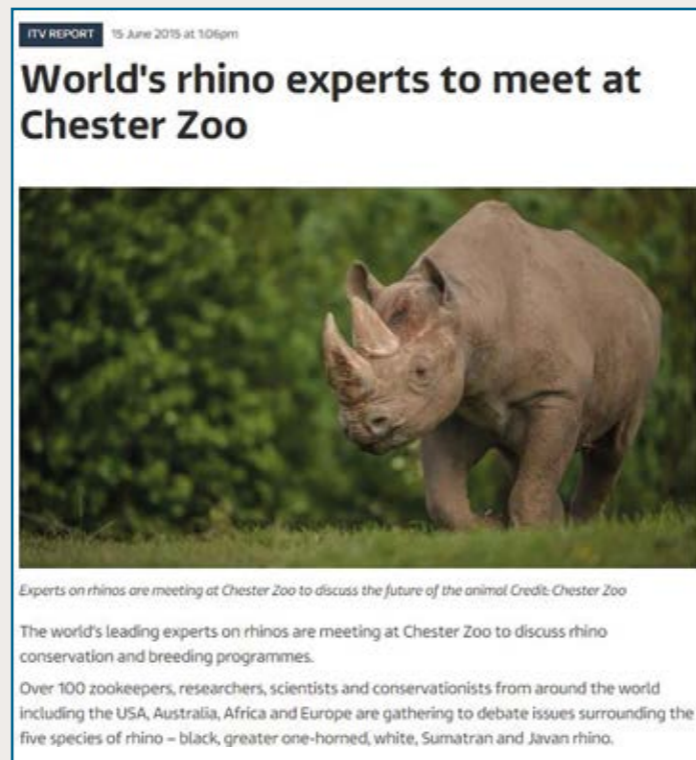 ITV REPORT 15 June 2015 at 1:06pm
World's rhino experts to meet at
Chester Zoo
Experts on rhinos are meeting at Chester Zoo to discuss the future of the animal Credit: Chester Zoo
The world's leading experts on rhinos are meeting at Chester Zoo to discuss rhino
conservation and breeding programmes.
Over 100 zookeepers, researchers, scientists and conservationists from around the world
including the USA, Australia, Africa and Europe are gathering to debate issues surrounding the
five species of rhino – black, greater one-horned, white, Sumatran and Javan rhino.